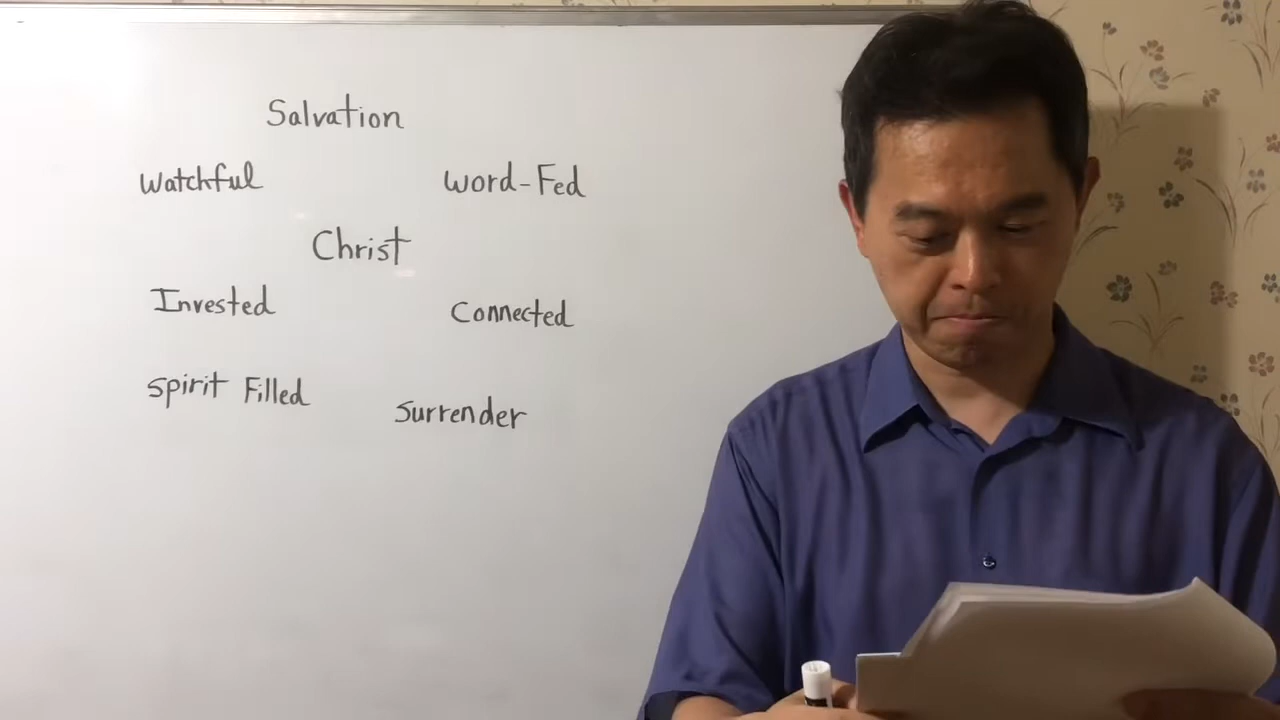 Salvation
Watchful
Word-Fed
Christ
Invested
Connected
Spirit Filled
Surrender